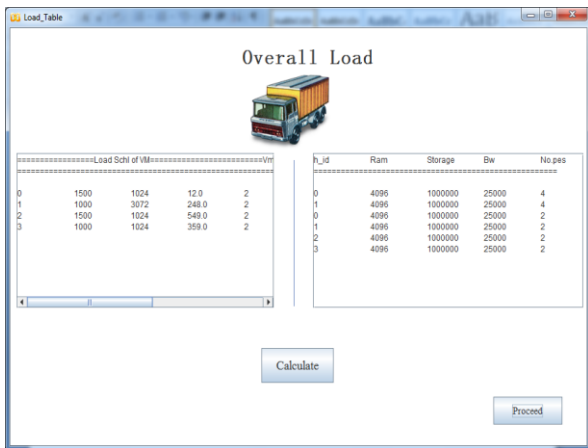 Load_Table
Overall Load
=================Load Schl of VM=========================Vm
=========================================================
0 1500 1024 12.0 2
1 1000 3072 248.0 2
2 1500 1024 549.0 2
3 1000 1024 359.0 2
h_id Ram Storage Bw No.pes
=======================================================
0 4096 1000000 25000 4
1 4096 1000000 25000 4
0 4096 1000000 25000 2
1 4096 1000000 25000 2
2 4096 1000000 25000 2
3 4096 1000000 25000 2
Calculate
Proceed